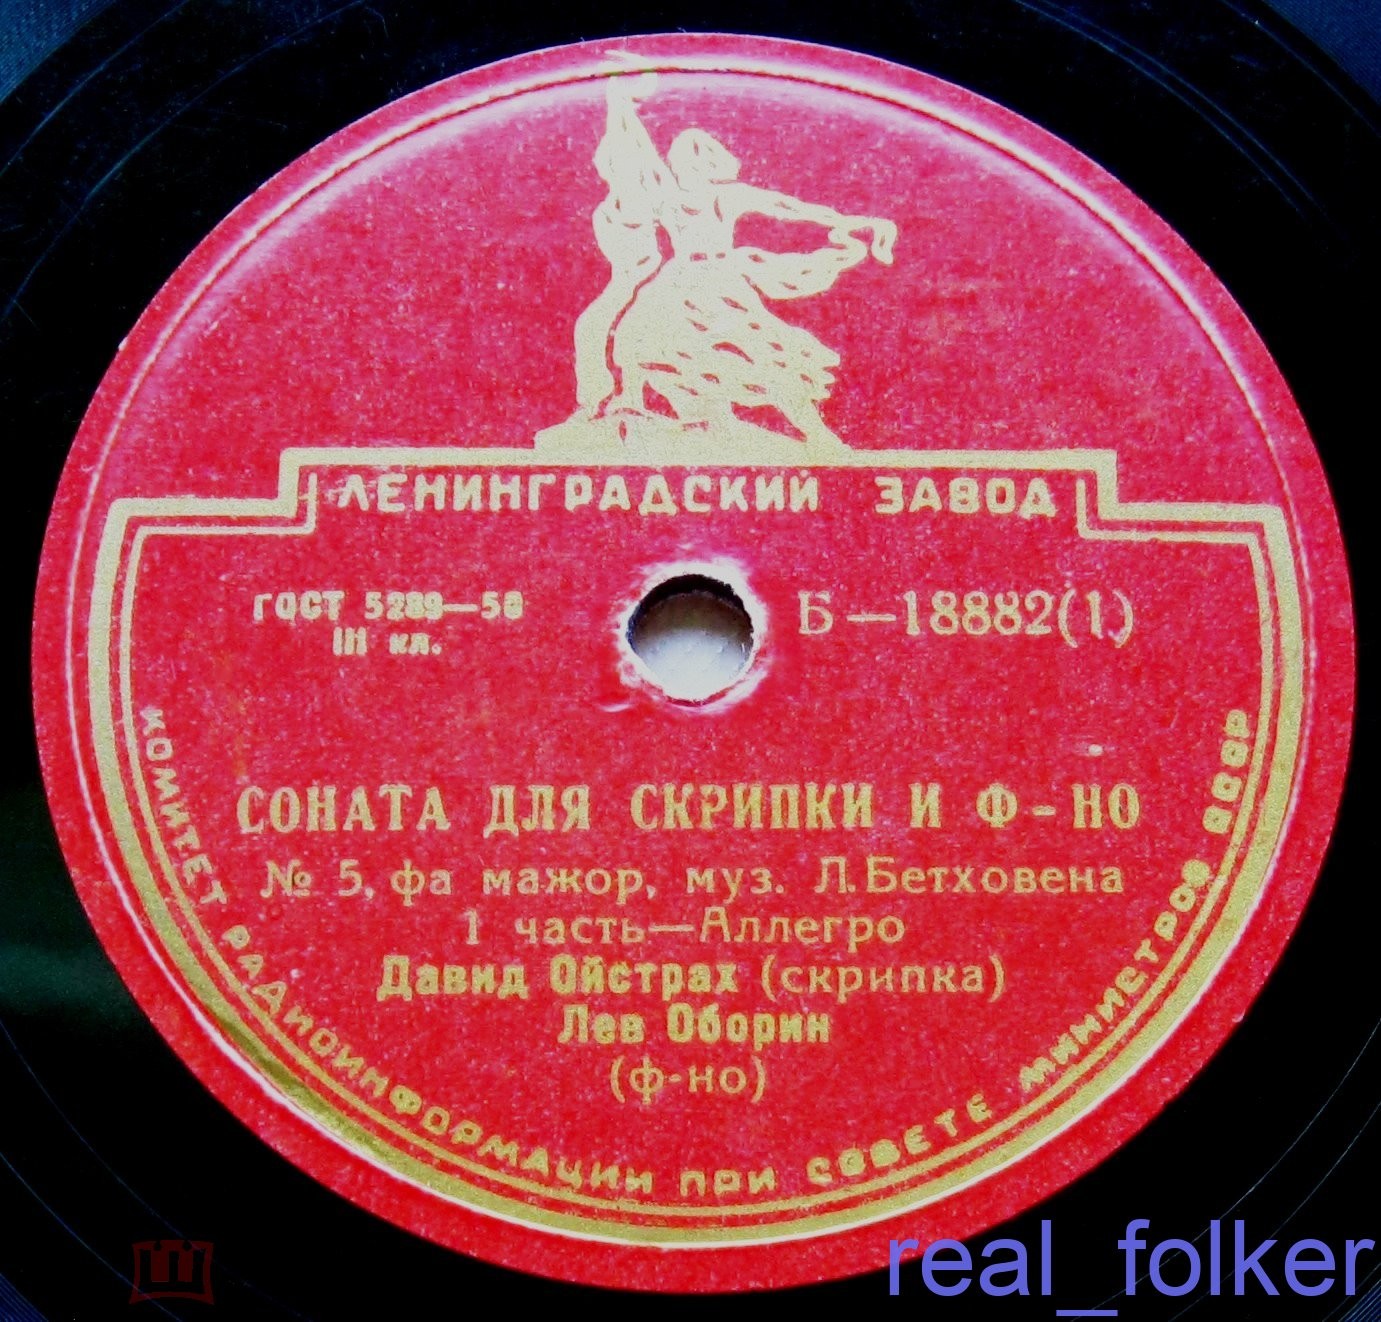 ЛЕНИНГРАДСКИЙ ЗАВОД
ГОСТ 5289—56
III кл.
Б—18882(1)
СОНАТА ДЛЯ СКРИПКИ И Ф-НО
№ 5, фа мажор, муз. Л. Бетховена
1 часть—Аллегро
Давид Ойстрах (скрипка)
Лев Оборин
(ф-но)
КОМИТЕТ РАДИОИНФОРМАЦИИ ПРИ СОВЕТЕ МИНИСТРОВ СССР
real_folker